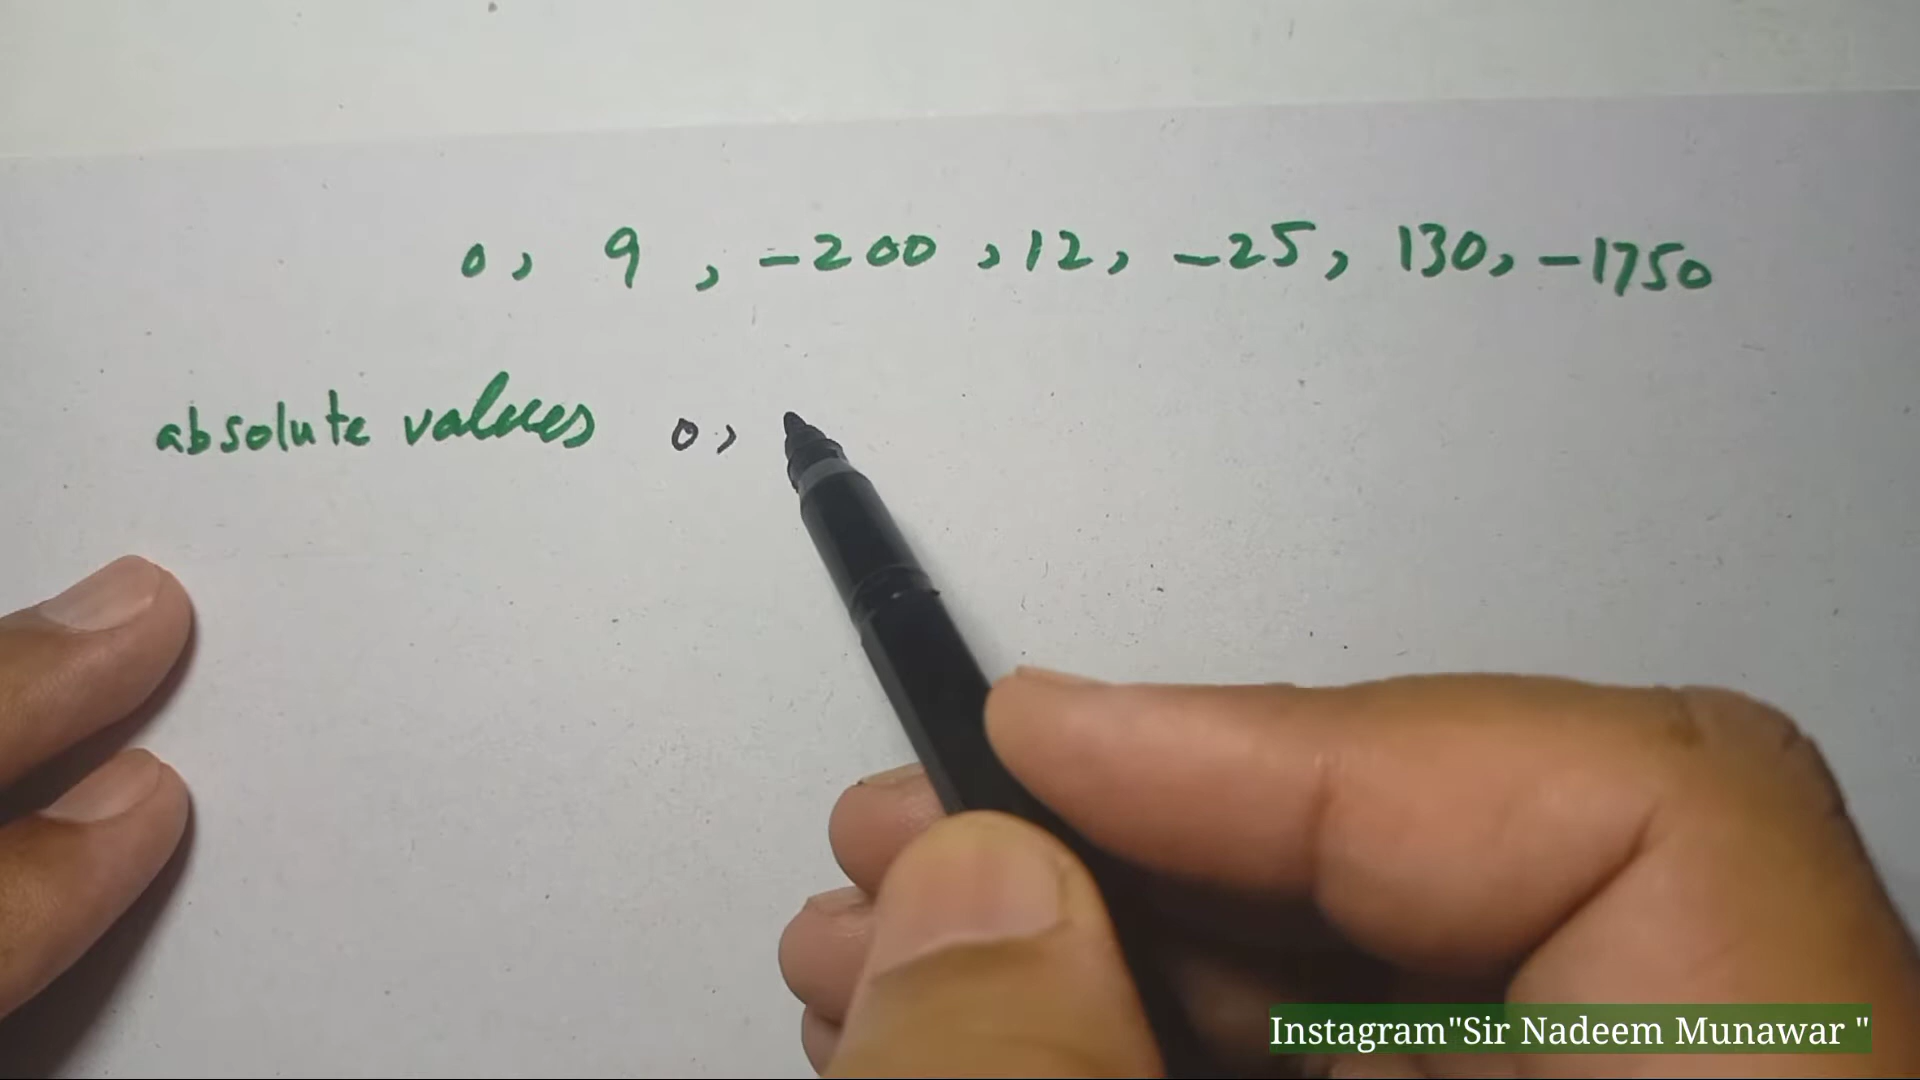 0, 9, -200, 12, -25, 130, -1750
absolute values 0,
Instagram"Sir Nadeem Munawar "